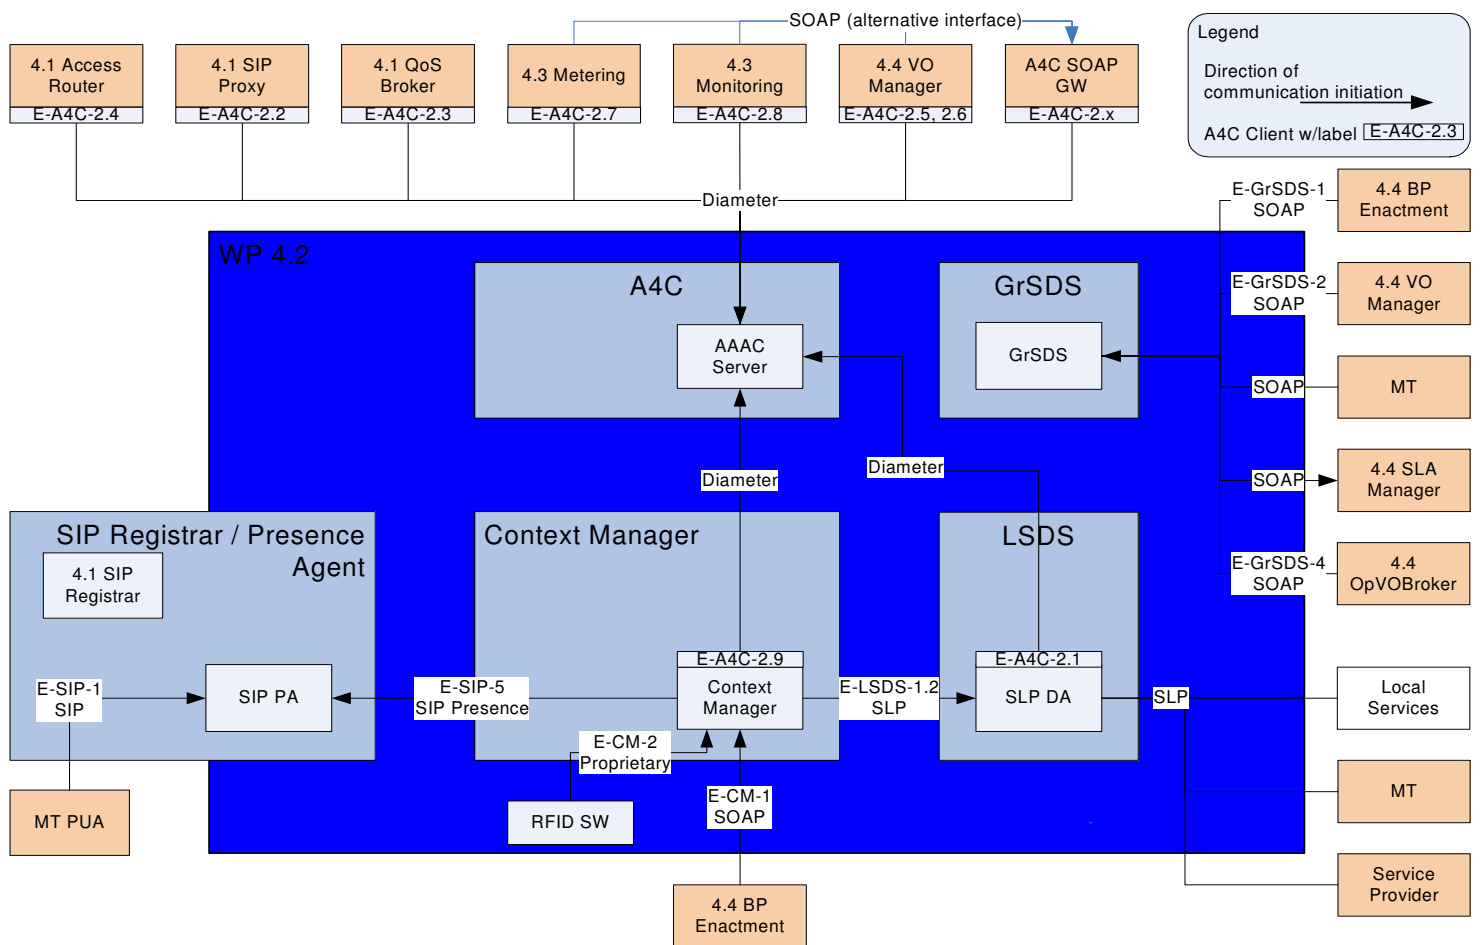 SOAP (alternative interface)
4.1 Access
Router
E-A4C-2.4
4.1 SIP
Proxy
E-A4C-2.2
4.1 QoS
Broker
E-A4C-2.3
4.3 Metering
E-A4C-2.7
4.3
Monitoring
E-A4C-2.8
4.4 VO
Manager
E-A4C-2.5, 2.6
A4C SOAP
GW
E-A4C-2.x
Legend
Direction of
communication initiation
A4C Client w/label E-A4C-2.3
Diameter
E-GrSDS-1
SOAP
4.4 BP
Enactment
WP 4.2
A4C
AAAC
Server
GrSDS
GrSDS
E-GrSDS-2
SOAP
4.4 VO
Manager
SOAP
MT
Diameter
Diameter
SOAP
4.4 SLA
Manager
E-GrSDS-4
SOAP
4.4
OpVOBroker
SIP Registrar / Presence
Agent
4.1 SIP
Registrar
Context Manager
LSDS
E-SIP-1
SIP
SIP PA
E-SIP-5
SIP Presence
E-A4C-2.9
Context
Manager
E-LSDS-1.2
SLP
E-A4C-2.1
SLP DA
SLP
Local
Services
E-CM-2
Proprietary
MT PUA
RFID SW
E-CM-1
SOAP
MT
4.4 BP
Enactment
Service
Provider